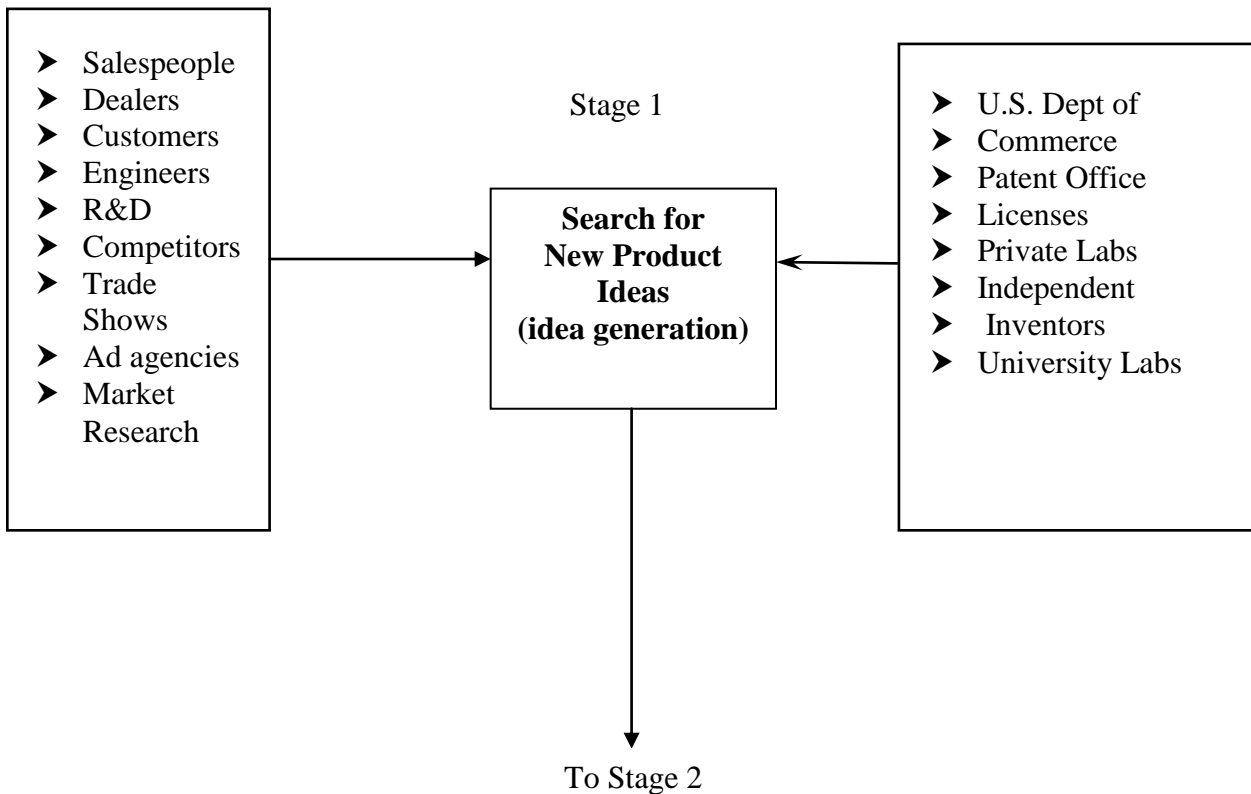 ➤ Salespeople
➤ Dealers
➤ Customers
➤ Engineers
➤ R&D
➤ Competitors
➤ Trade
Shows
➤ Ad agencies
➤ Market
Research
Stage 1
Search for
New Product
Ideas
(idea generation)
➤ U.S. Dept of
➤ Commerce
➤ Patent Office
➤ Licenses
➤ Private Labs
➤ Independent
➤ Inventors
➤ University Labs
To Stage 2